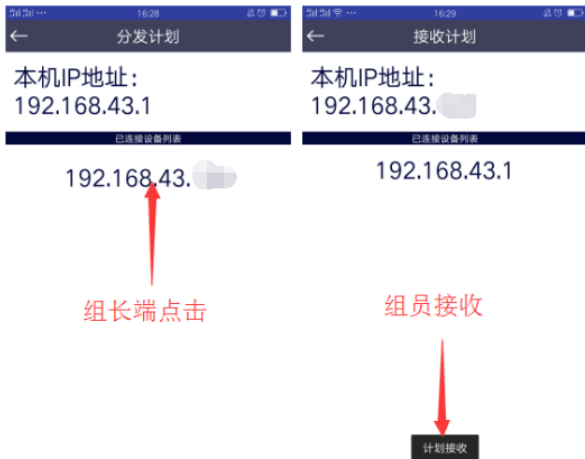 16:28
分发计划
本机IP地址:
192.168.43.1
已连接设备列表
192.168.43.
组长端点击
16:29
接收计划
本机IP地址:
192.168.43.
已连接设备列表
192.168.43.1
组员接收
计划接收